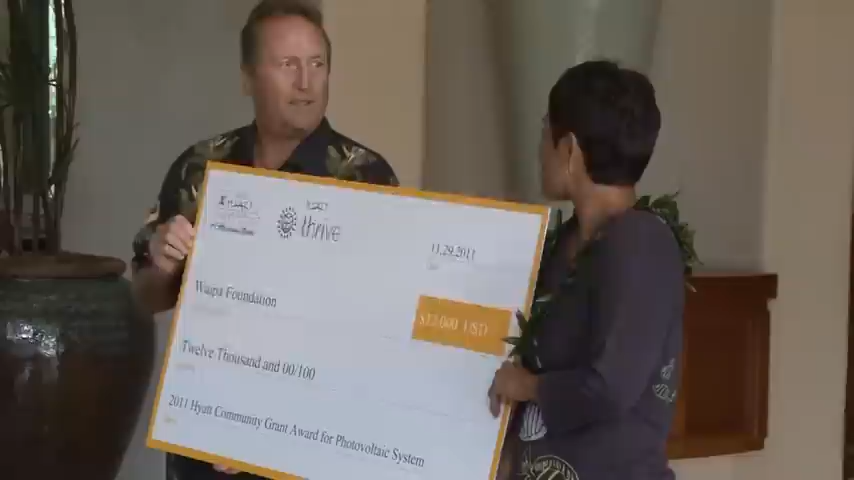 HYATT
thrive
11.29.2011
Waipa Foundation
$12,000 USD
Twelve Thousand and 00/100
2011 Hyatt Community Grant Award for Photovoltaic System